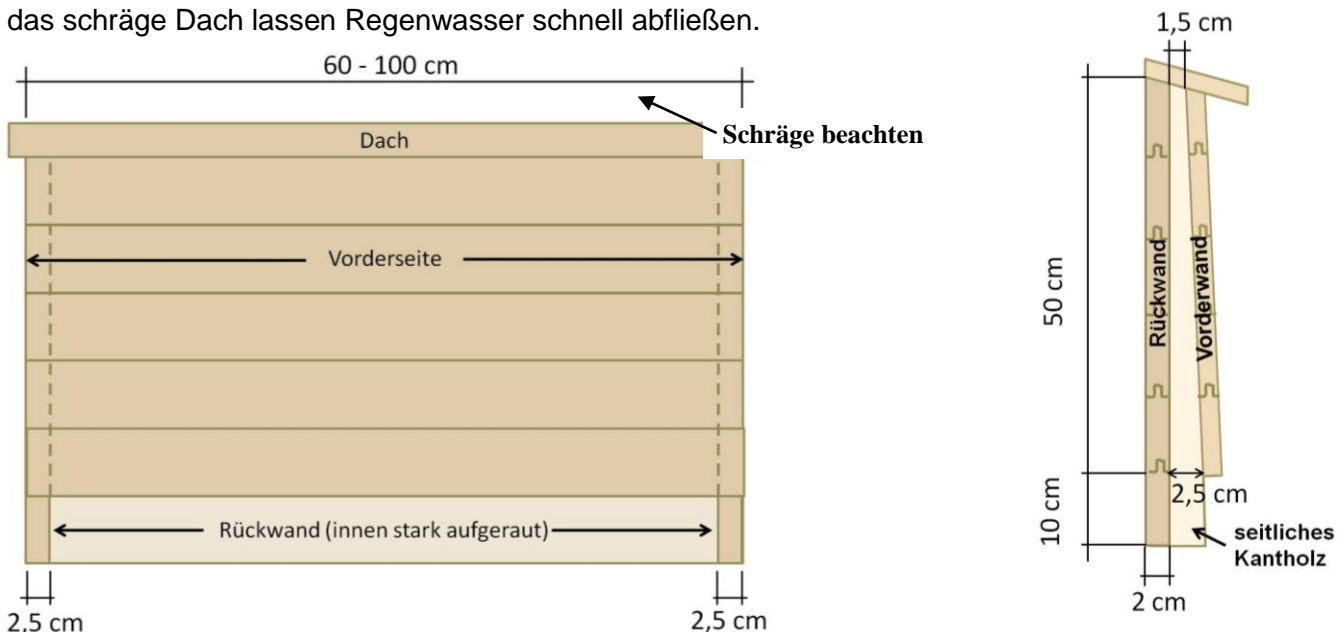 das schräge Dach lassen Regenwasser schnell abfließen.
60 - 100 cm
Schräge beachten
Dach
Vorderseite
Rückwand (innen stark aufgeraut)
2,5 cm
2,5 cm
1,5 cm
50 cm
Rückwand
Vorderwand
10 cm
2,5 cm
seitliches
Kantholz
2 cm